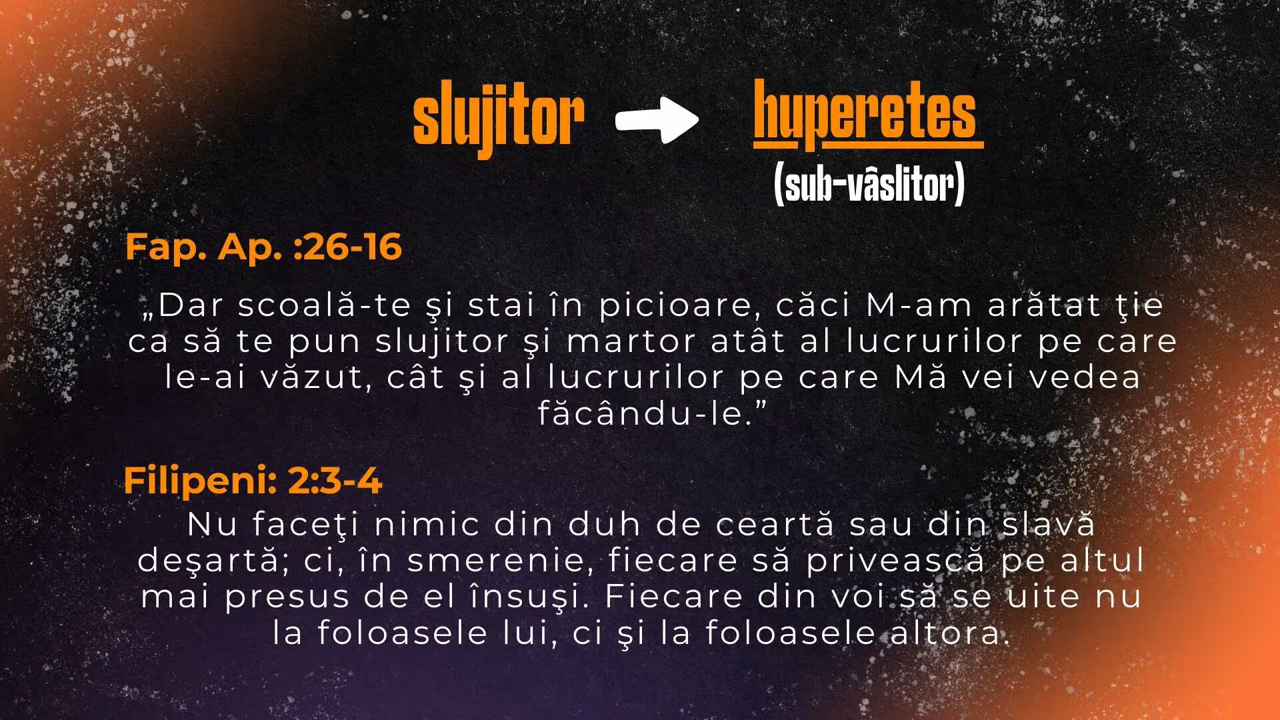 slujitor huperetes
(sub-vâslitor)
Fap. Ap. :26-16
„Dar scoală-te şi stai în picioare, căci M-am arătat ţie
ca să te pun slujitor şi martor atât al lucrurilor pe care
le-ai văzut, cât şi al lucrurilor pe care Mă vei vedea
făcându-le.”
Filipeni: 2:3-4
Nu faceţi nimic din duh de ceartă sau din slavă
deşartă; ci, în smerenie, fiecare să privească pe altul
mai presus de el însuşi. Fiecare din voi să se uite nu
la foloasele lui, ci şi la foloasele altora.